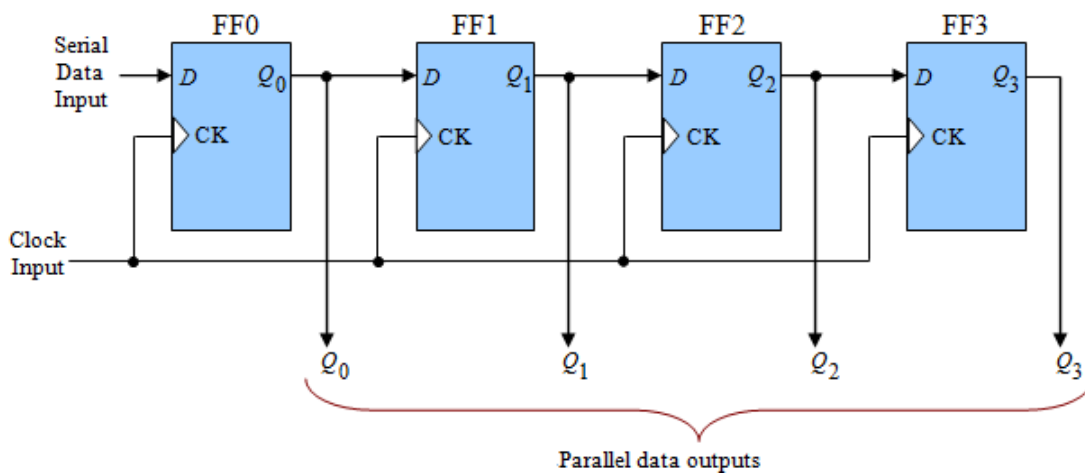 FF0 FF1 FF2 FF3
Serial
Data
Input
D Q0 D Q1 D Q2 D Q3
CK CK CK CK
Clock
Input
Q0 Q1 Q2 Q3
Parallel data outputs